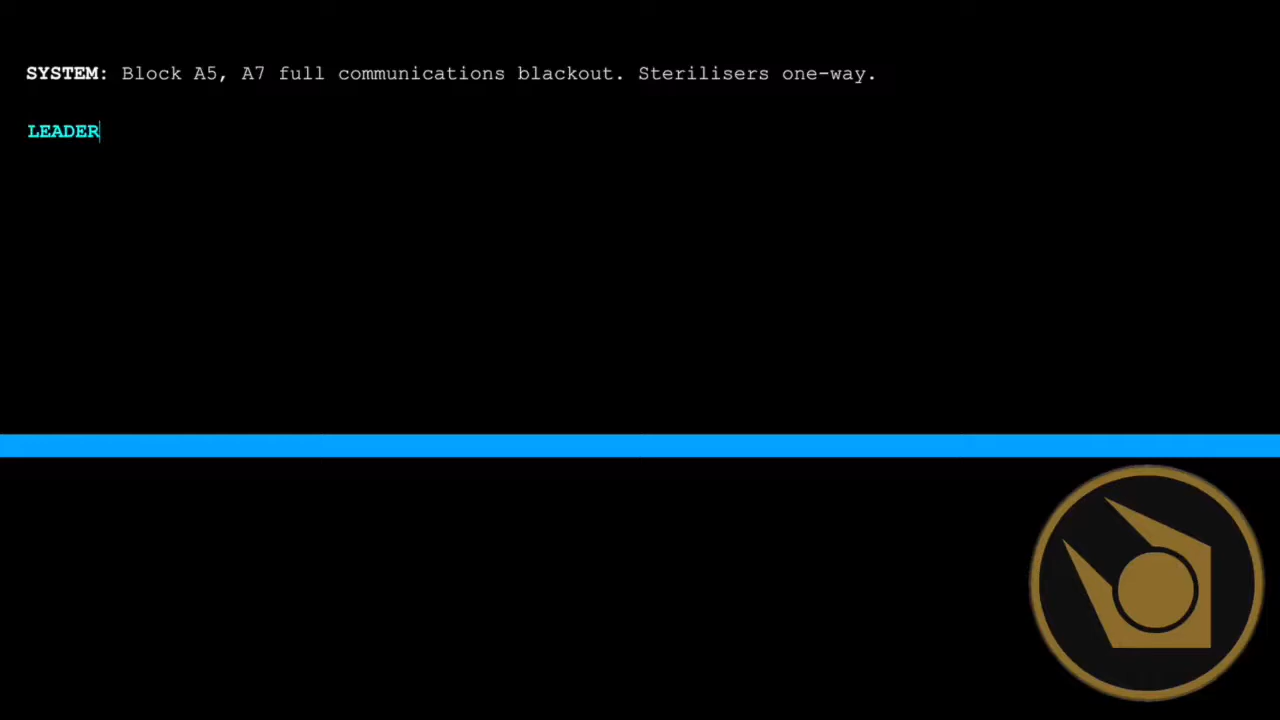 SYSTEM: Block A5, A7 full communications blackout. Sterilisers one-way.
LEADER